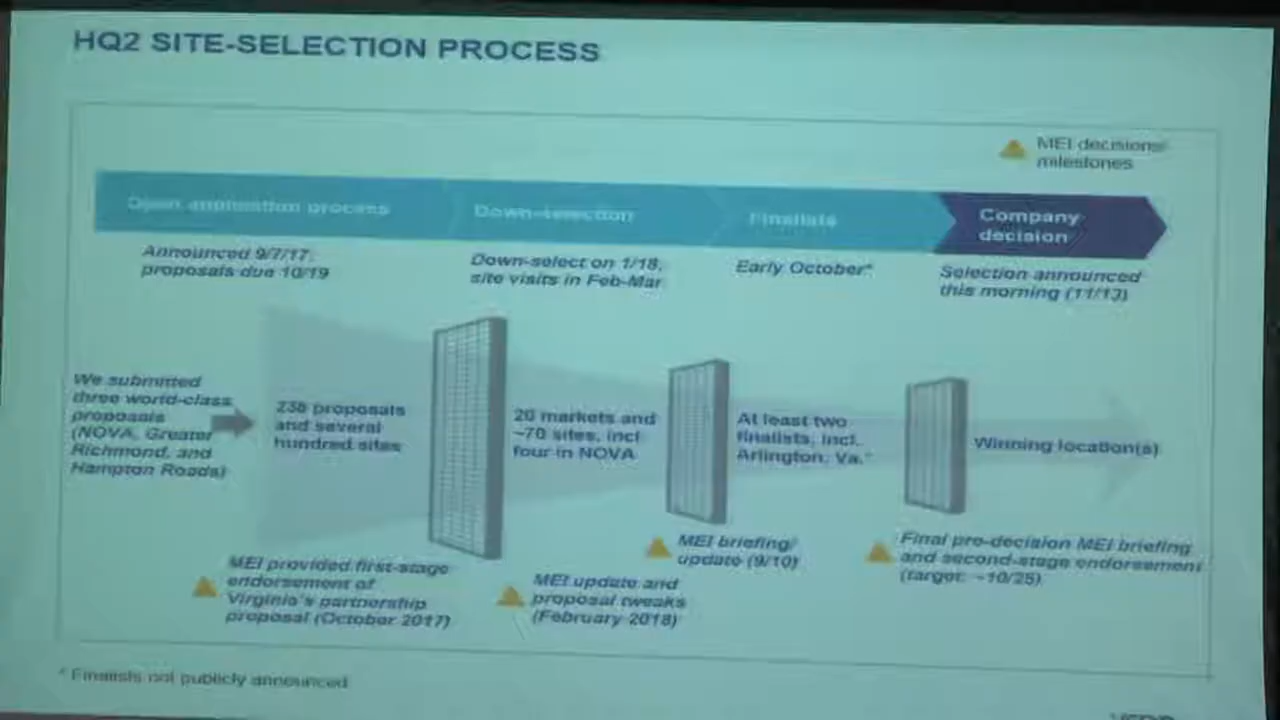 HQ2 SITE-SELECTION PROCESS
MEI decisions/
milestones
Open application process
Down-selection
Finalists
Company
decision
Announced 9/7/17;
proposals due 10/19
Down-select on 1/18;
site visits in Feb-Mar
Early October*
Selection announced
this morning (11/13)
We submitted
three world-class
proposals
(NOVA, Greater
Richmond, and
Hampton Roads)
238 proposals
and several
hundred sites
20 markets and
~70 sites, incl
four in NOVA
At least two
finalists, incl.
Arlington, Va.*
Winning location(s)
MEI provided first-stage
endorsement of
Virginia's partnership
proposal (October 2017)
MEI update and
proposal tweaks
(February 2018)
MEI briefing/
update (9/10)
Final pre-decision MEI briefing
and second-stage endorsement
(target: ~10/25)
* Finalists not publicly announced